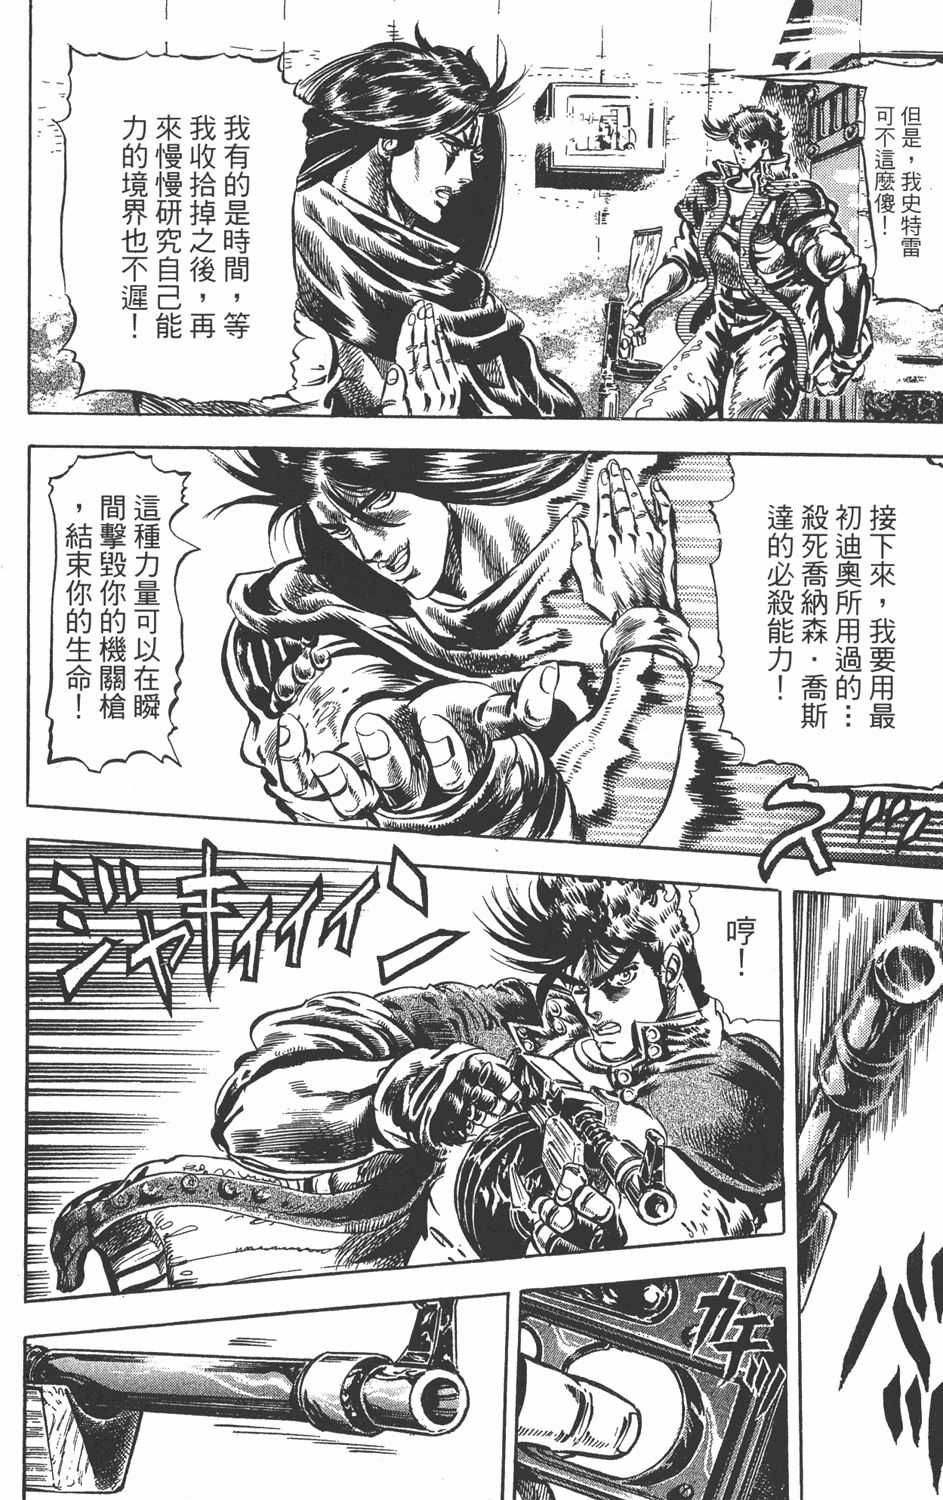 但是，我史特雷
可不這麼傻！
我有的是時間，等
我收拾掉之後，再
來慢慢研究自己能
力的境界也不遲！
接下來，我要用最
初迪奧所用過的…
殺死喬納森．喬斯
達的必殺能力！
這種力量可以在瞬
間擊毀你的機關槍
，結束你的生命！
ズ
哼！
ジャキィィィン
カチッ
バ